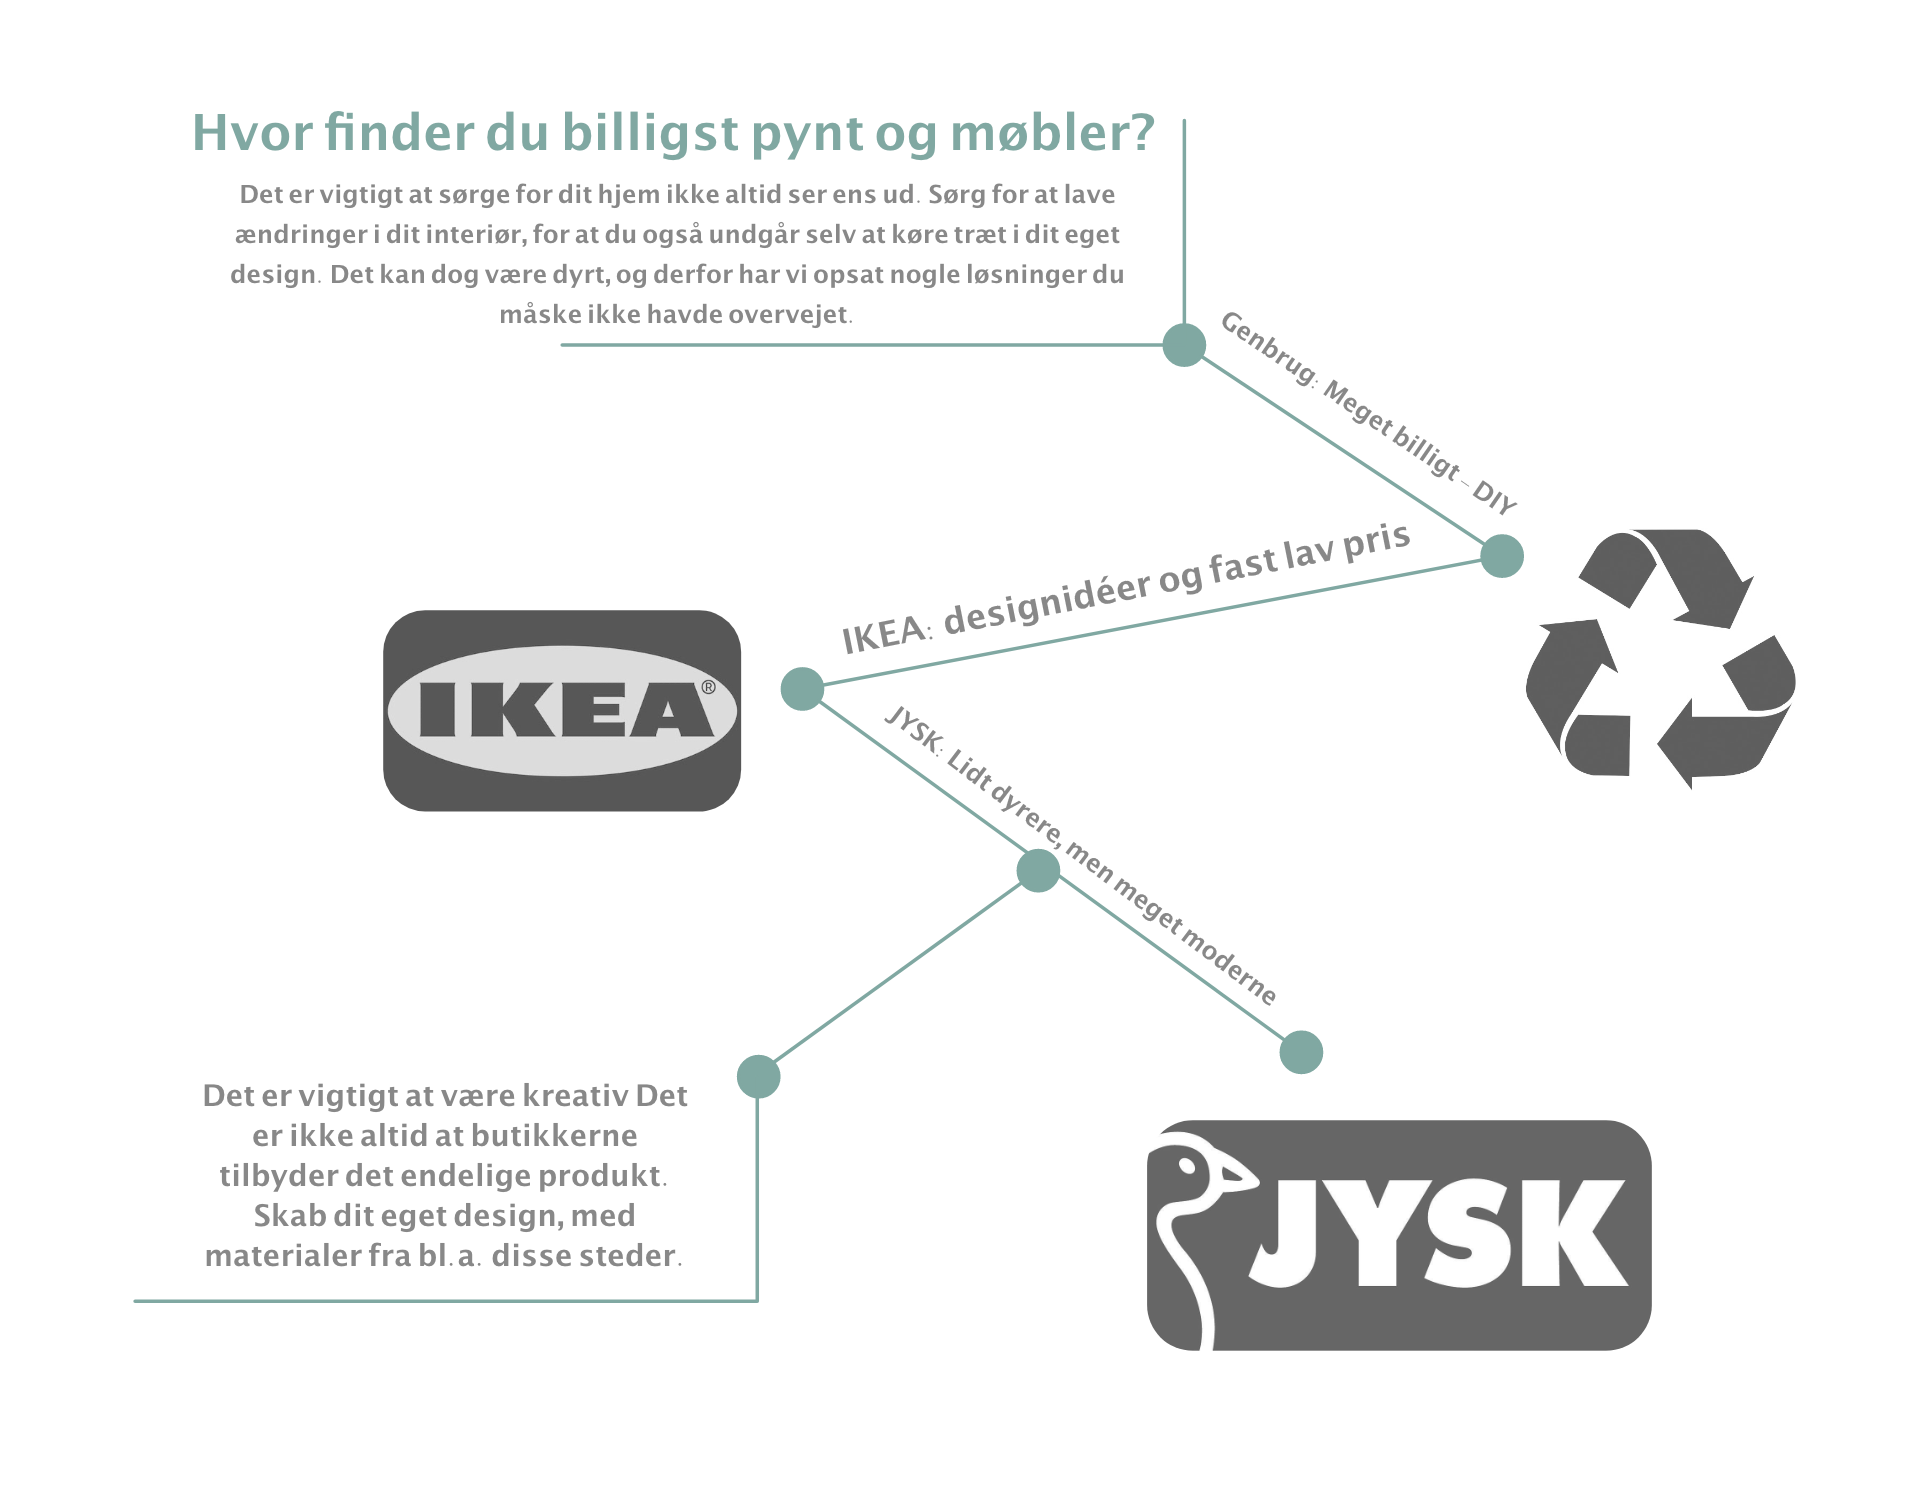 Hvor finder du billigst pynt og møbler?
Det er vigtigt at sørge for dit hjem ikke altid ser ens ud. Sørg for at lave
ændringer i dit interiør, for at du også undgår selv at køre træt i dit eget
design. Det kan dog være dyrt, og derfor har vi opsat nogle løsninger du
måske ikke havde overvejet.
Genbrug: Meget billigt - DIY
IKEA: designidéer og fast lav pris
IKEA®
JYSK: Lidt dyrere, men meget moderne
Det er vigtigt at være kreativ Det
er ikke altid at butikkerne
tilbyder det endelige produkt.
Skab dit eget design, med
materialer fra bl.a. disse steder.
JYSK